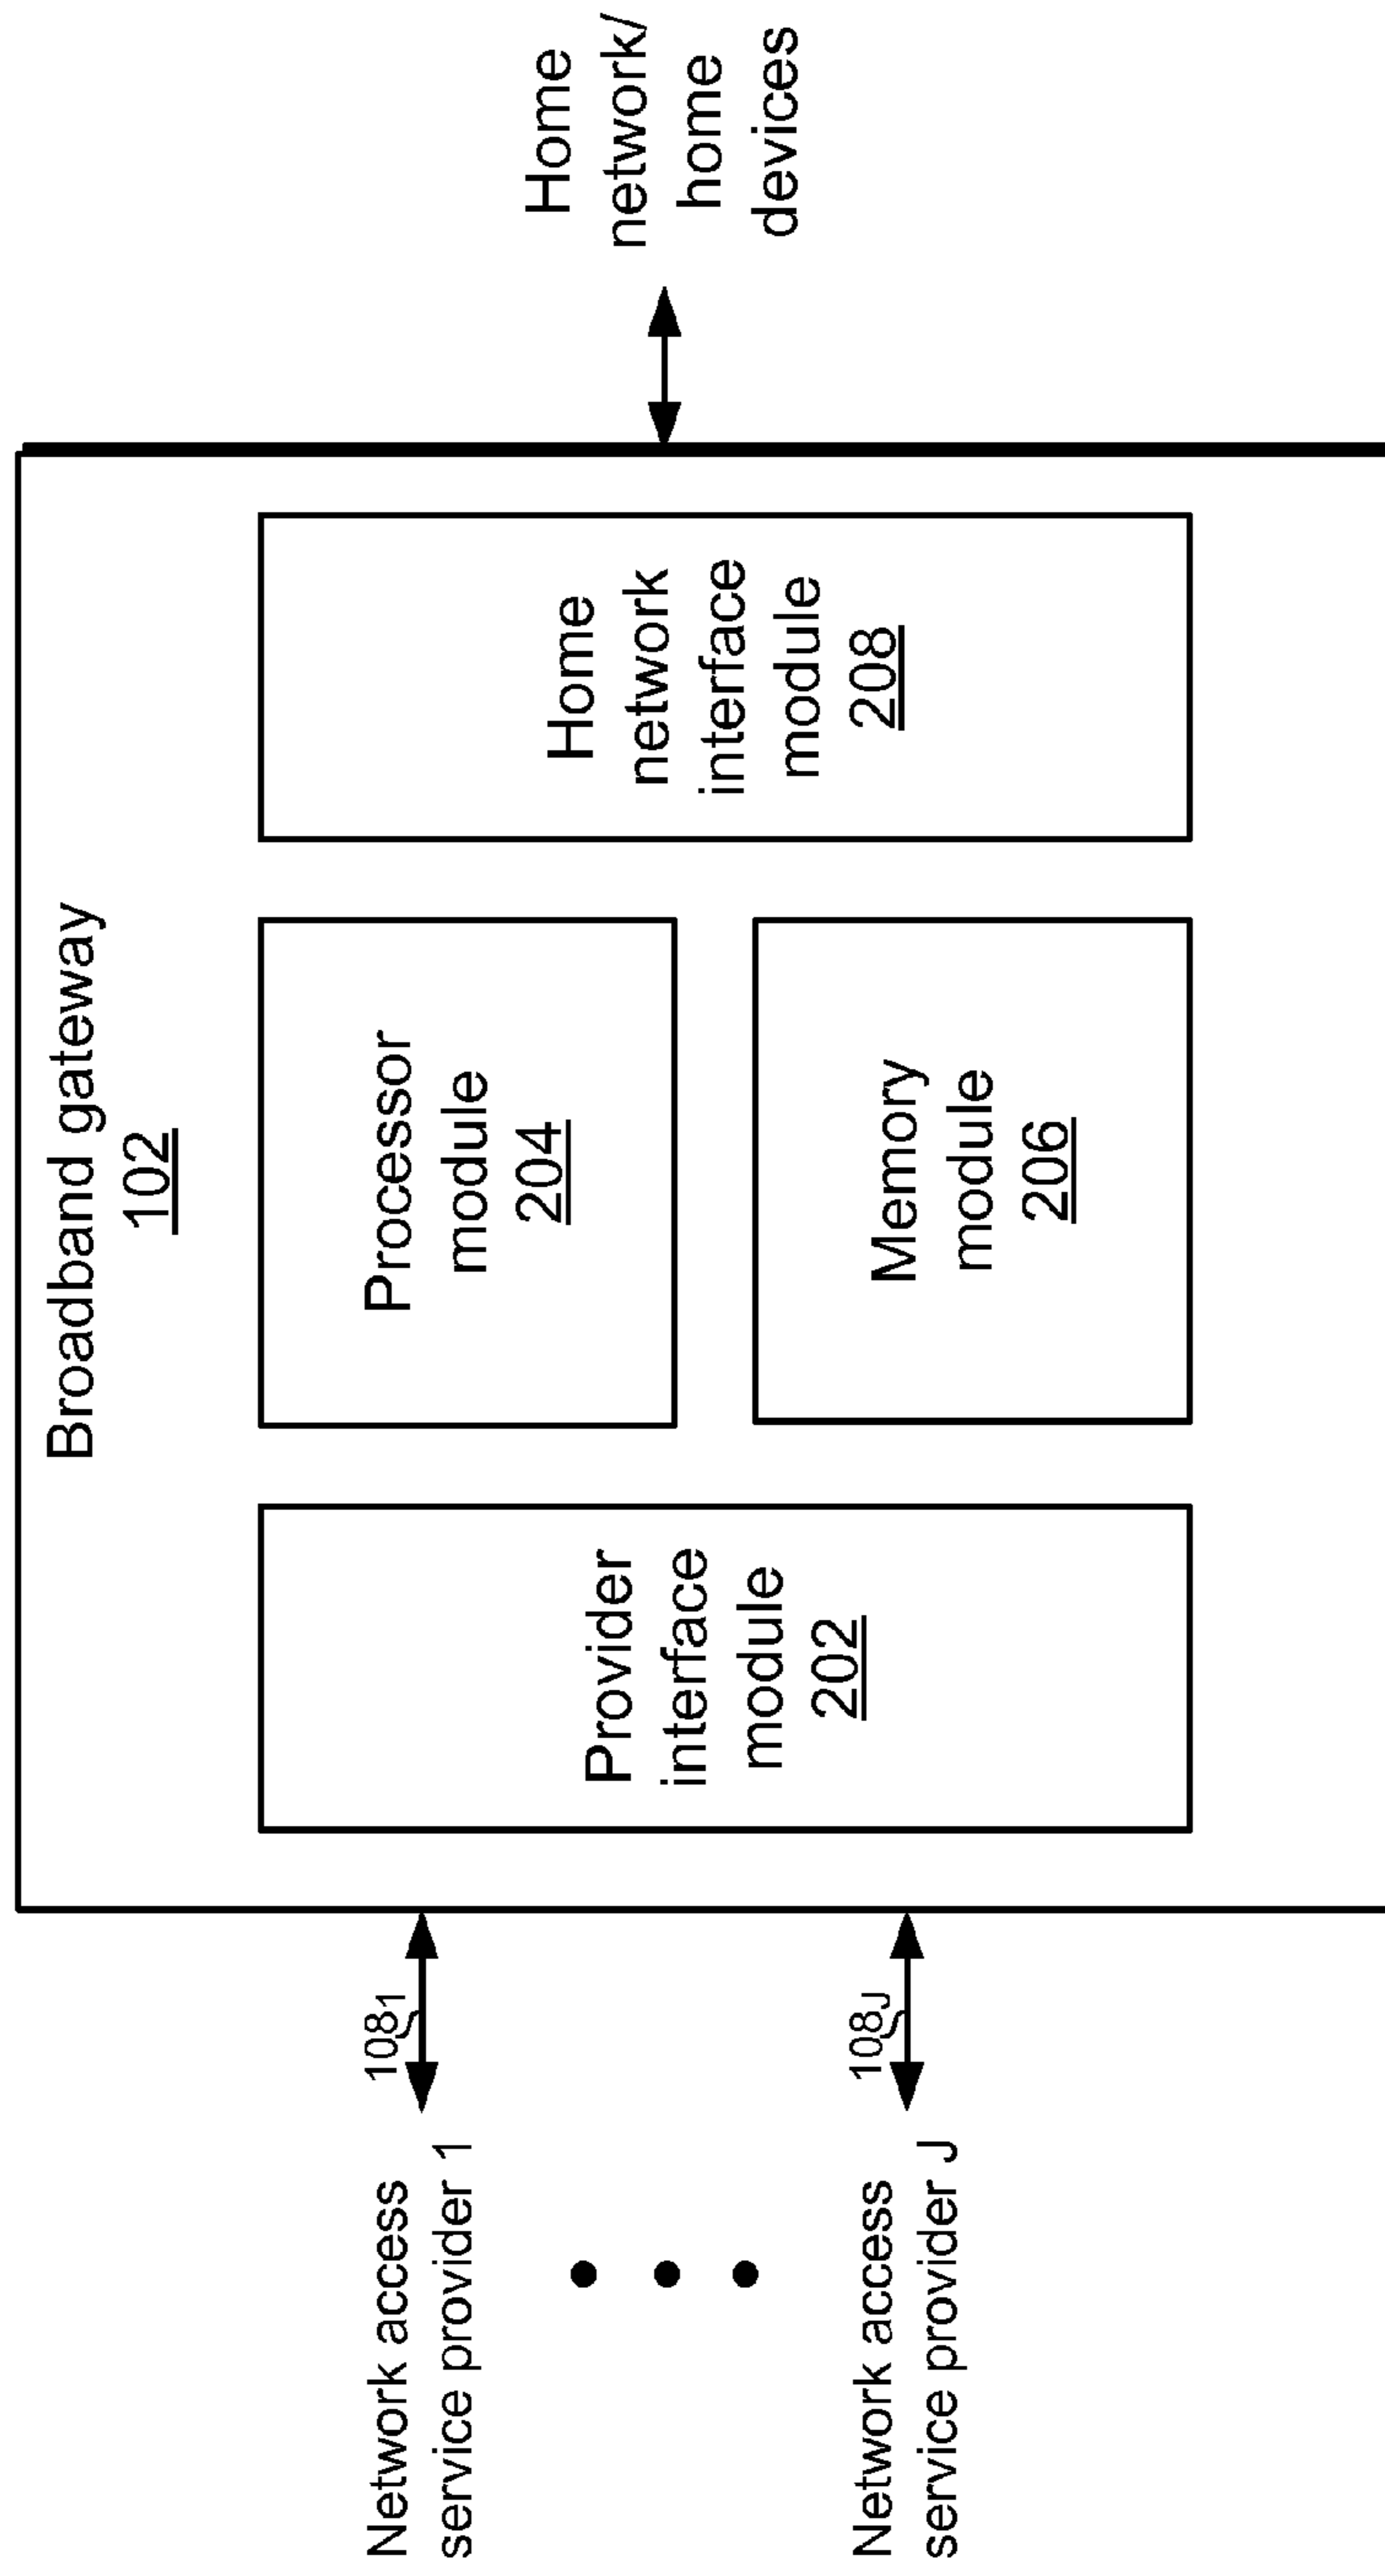 Broadband gateway
102
Network access
service provider 1
108₁
Network access
service provider J
108J
Provider
interface
module
202
Processor
module
204
Memory
module
206
Home
network
interface
module
208
Home
network/
home
devices